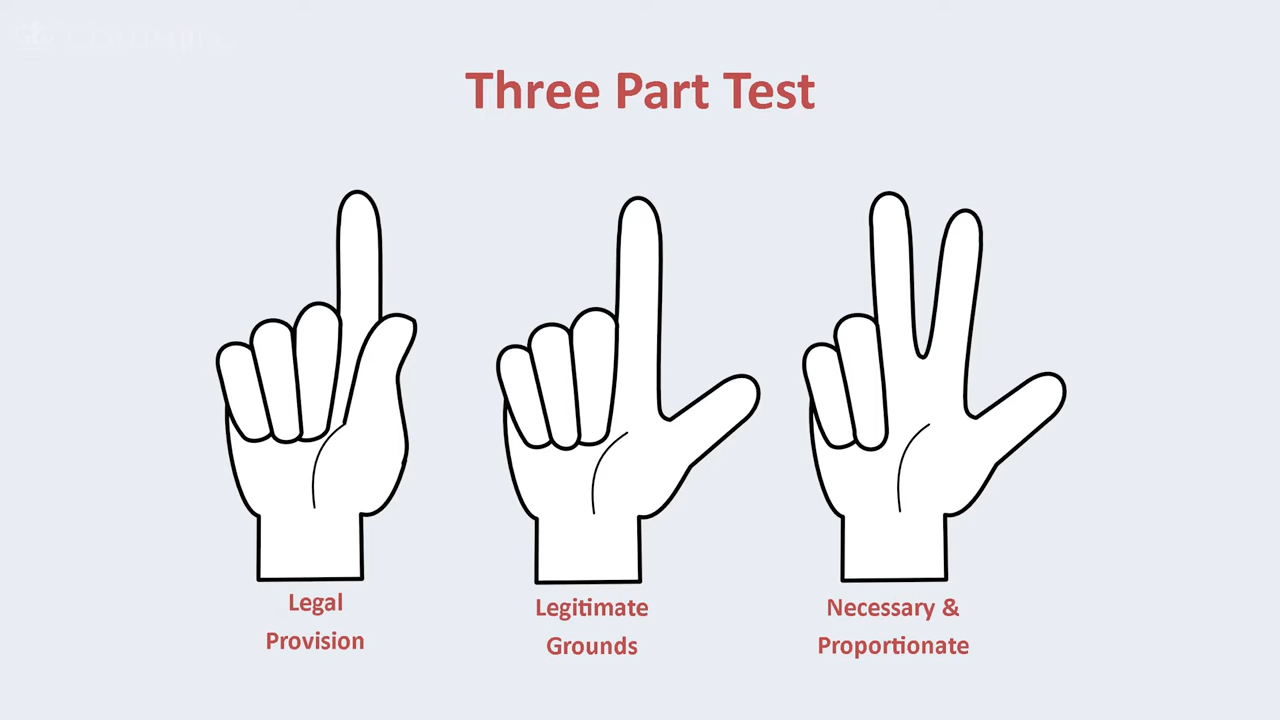 Three Part Test
Legal
Provision
Legitimate
Grounds
Necessary &
Proportionate